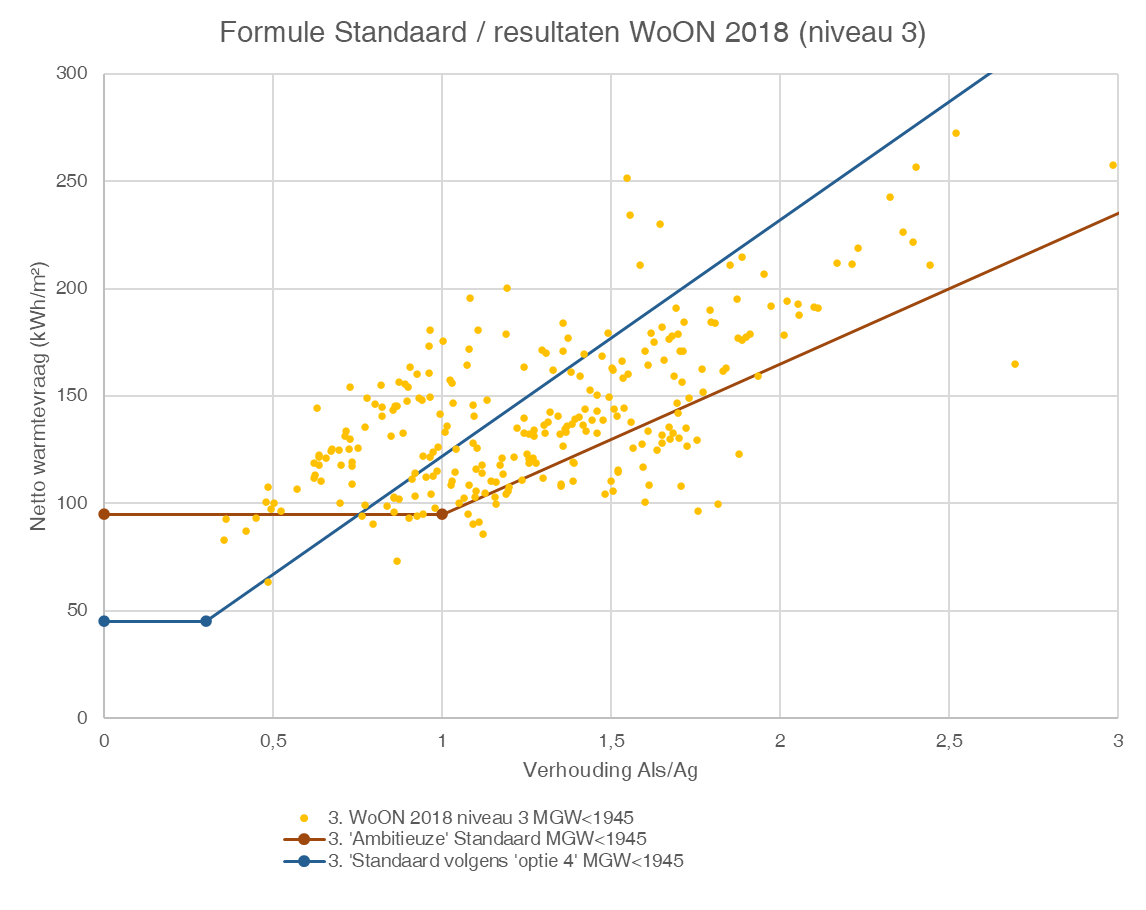 Formule Standaard / resultaten WoON 2018 (niveau 3)
300
250
200
150
100
50
0
Netto warmtevraag (kWh/m²)
0 0,5 1 1,5 2 2,5 3
Verhouding Als/Ag
3. WoON 2018 niveau 3 MGW<1945
3. 'Ambitieuze' Standaard MGW<1945
3. 'Standaard volgens 'optie 4' MGW<1945